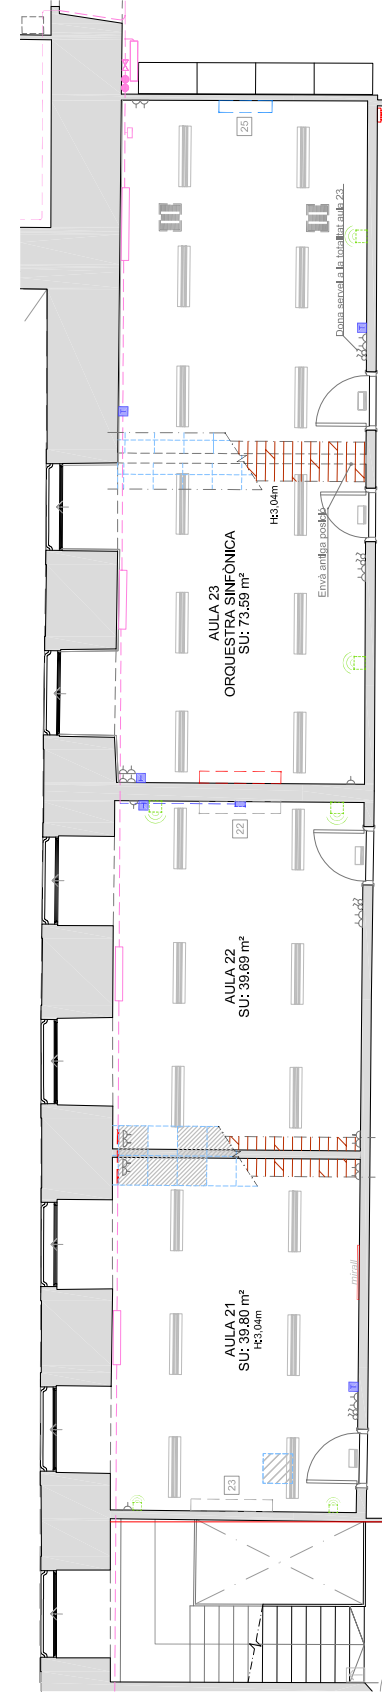 25
Dona servei a la totalitat aula 23
T
T
H:3,04m
Envà antiga posició
AULA 23
ORQUESTRA SINFÒNICA
SU: 73.59 m²
T
T
22
AULA 22
SU: 39.69 m²
mirall
AULA 21
SU: 39.80 m²
H:3,04m
T
23